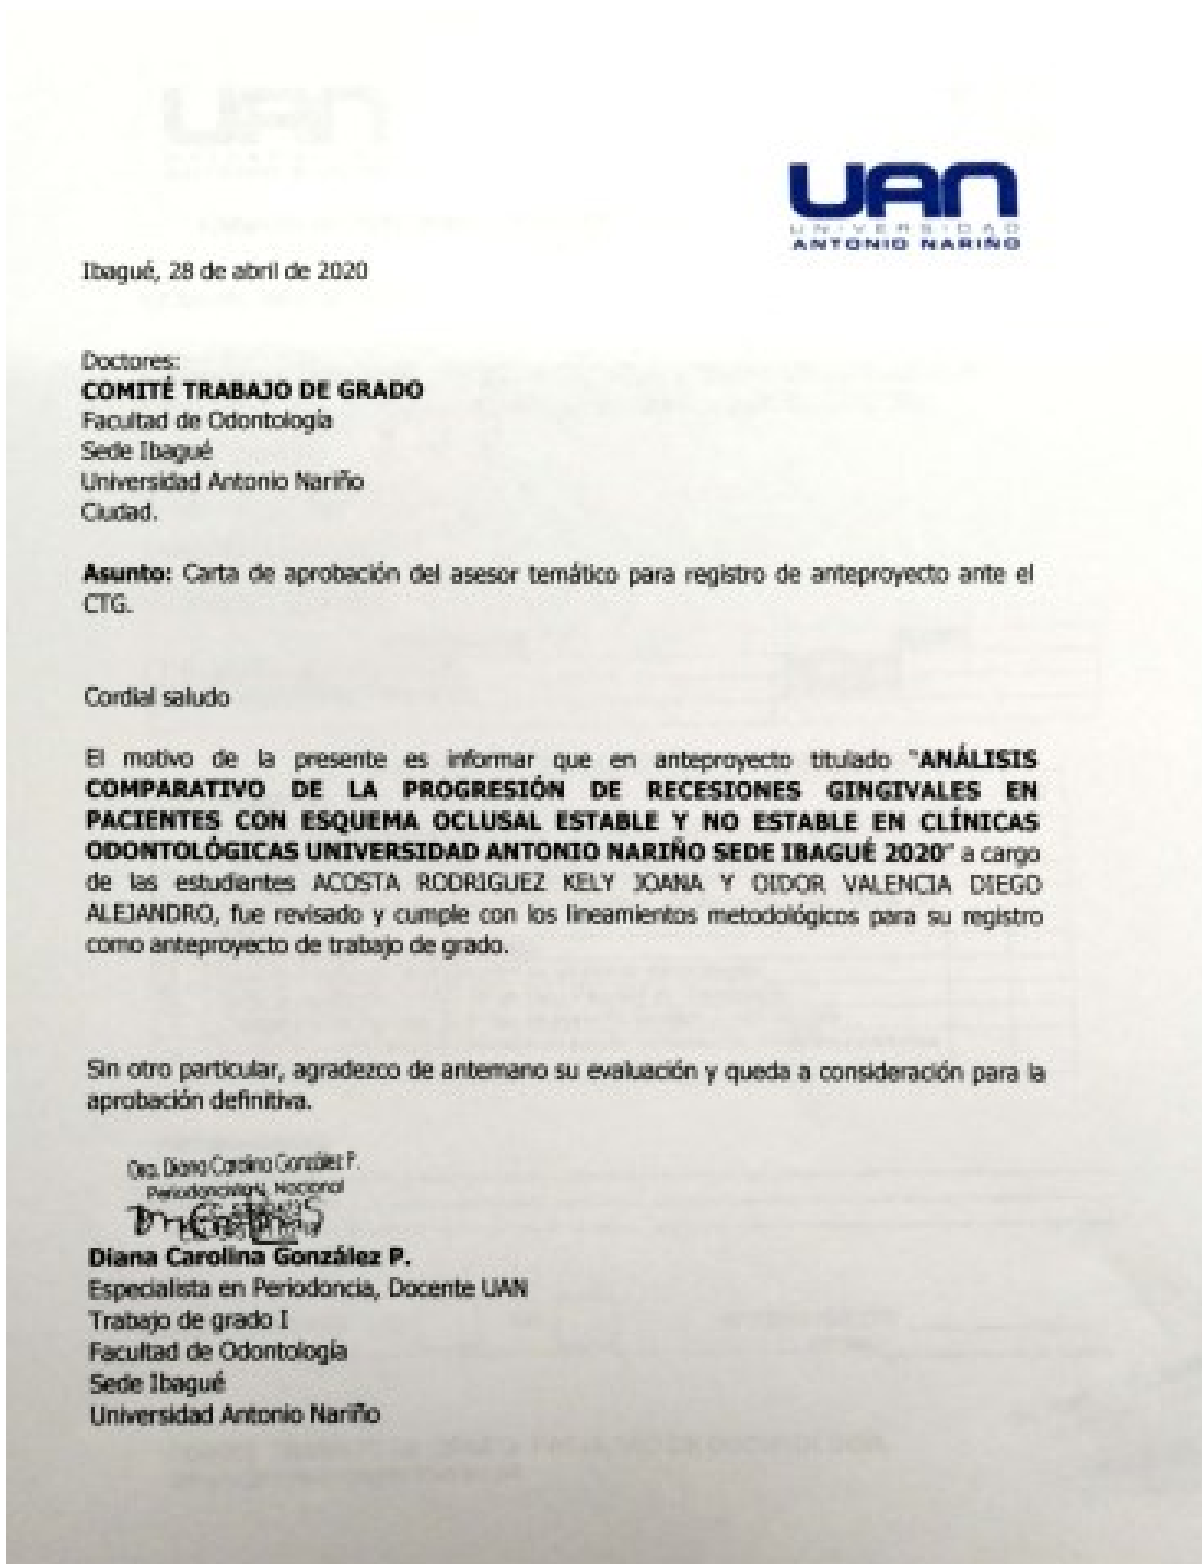 UAN
UNIVERSIDAD
ANTONIO NARIÑO
Ibagué, 28 de abril de 2020
Doctores:
COMITÉ TRABAJO DE GRADO
Facultad de Odontología
Sede Ibagué
Universidad Antonio Nariño
Ciudad.
Asunto: Carta de aprobación del asesor temático para registro de anteproyecto ante el
CTG.
Cordial saludo
El motivo de la presente es informar que en anteproyecto titulado "ANÁLISIS
COMPARATIVO DE LA PROGRESIÓN DE RECESIONES GINGIVALES EN
PACIENTES CON ESQUEMA OCLUSAL ESTABLE Y NO ESTABLE EN CLÍNICAS
ODONTOLÓGICAS UNIVERSIDAD ANTONIO NARIÑO SEDE IBAGUÉ 2020" a cargo
de las estudiantes ACOSTA RODRIGUEZ KELY JOANA Y OIDOR VALENCIA DIEGO
ALEJANDRO, fue revisado y cumple con los lineamientos metodológicos para su registro
como anteproyecto de trabajo de grado.
Sin otro particular, agradezco de antemano su evaluación y queda a consideración para la
aprobación definitiva.
Diana Carolina González P.
Periodoncista Nacional
Diana Carolina González P.
Especialista en Periodoncia, Docente UAN
Trabajo de grado I
Facultad de Odontología
Sede Ibagué
Universidad Antonio Nariño